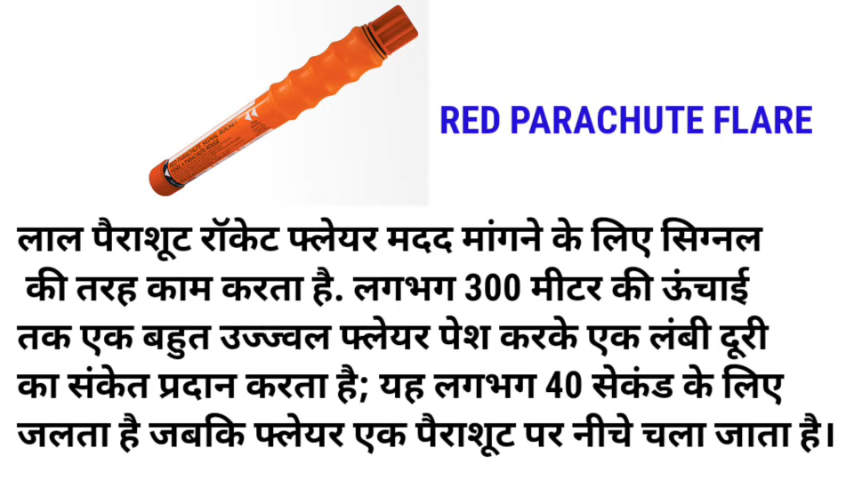 RED PARACHUTE FLARE
लाल पैराशूट रॉकेट फ्लेयर मदद मांगने के लिए सिग्नल
की तरह काम करता है. लगभग 300 मीटर की ऊंचाई
तक एक बहुत उज्ज्वल फ्लेयर पेश करके एक लंबी दूरी
का संकेत प्रदान करता है; यह लगभग 40 सेकंड के लिए
जलता है जबकि फ्लेयर एक पैराशूट पर नीचे चला जाता है।